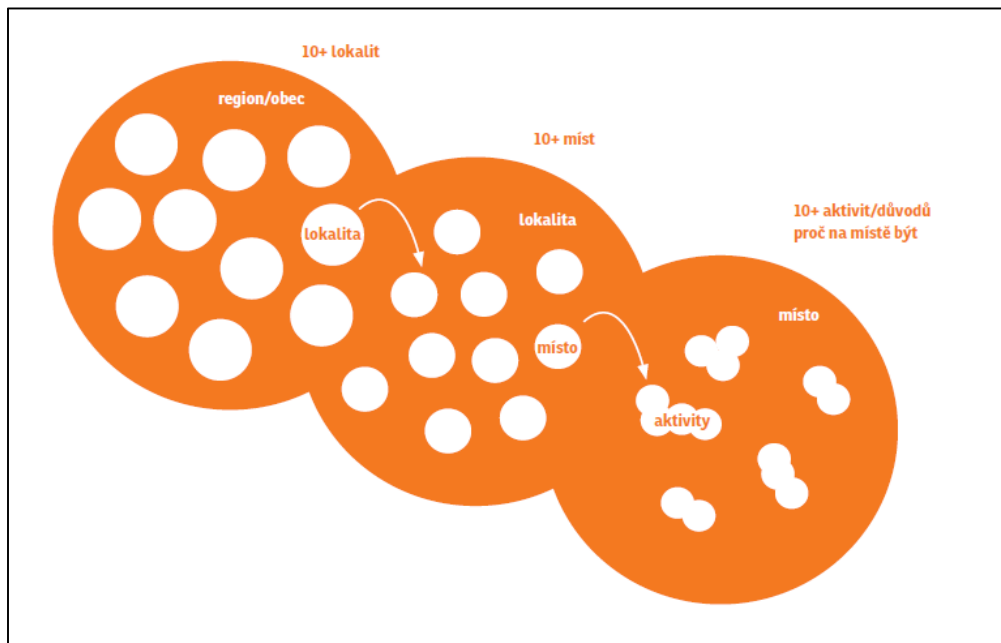 10+ lokalit
region/obec
lokalita
10+ míst
lokalita
místo
10+ aktivit/důvodů
proč na místě být
místo
aktivity